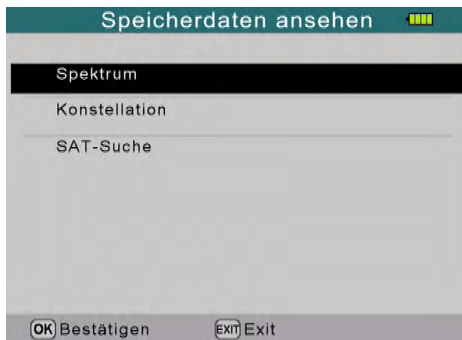 Speicherdaten ansehen
Spektrum
Konstellation
SAT-Suche
OK Bestätigen EXIT Exit